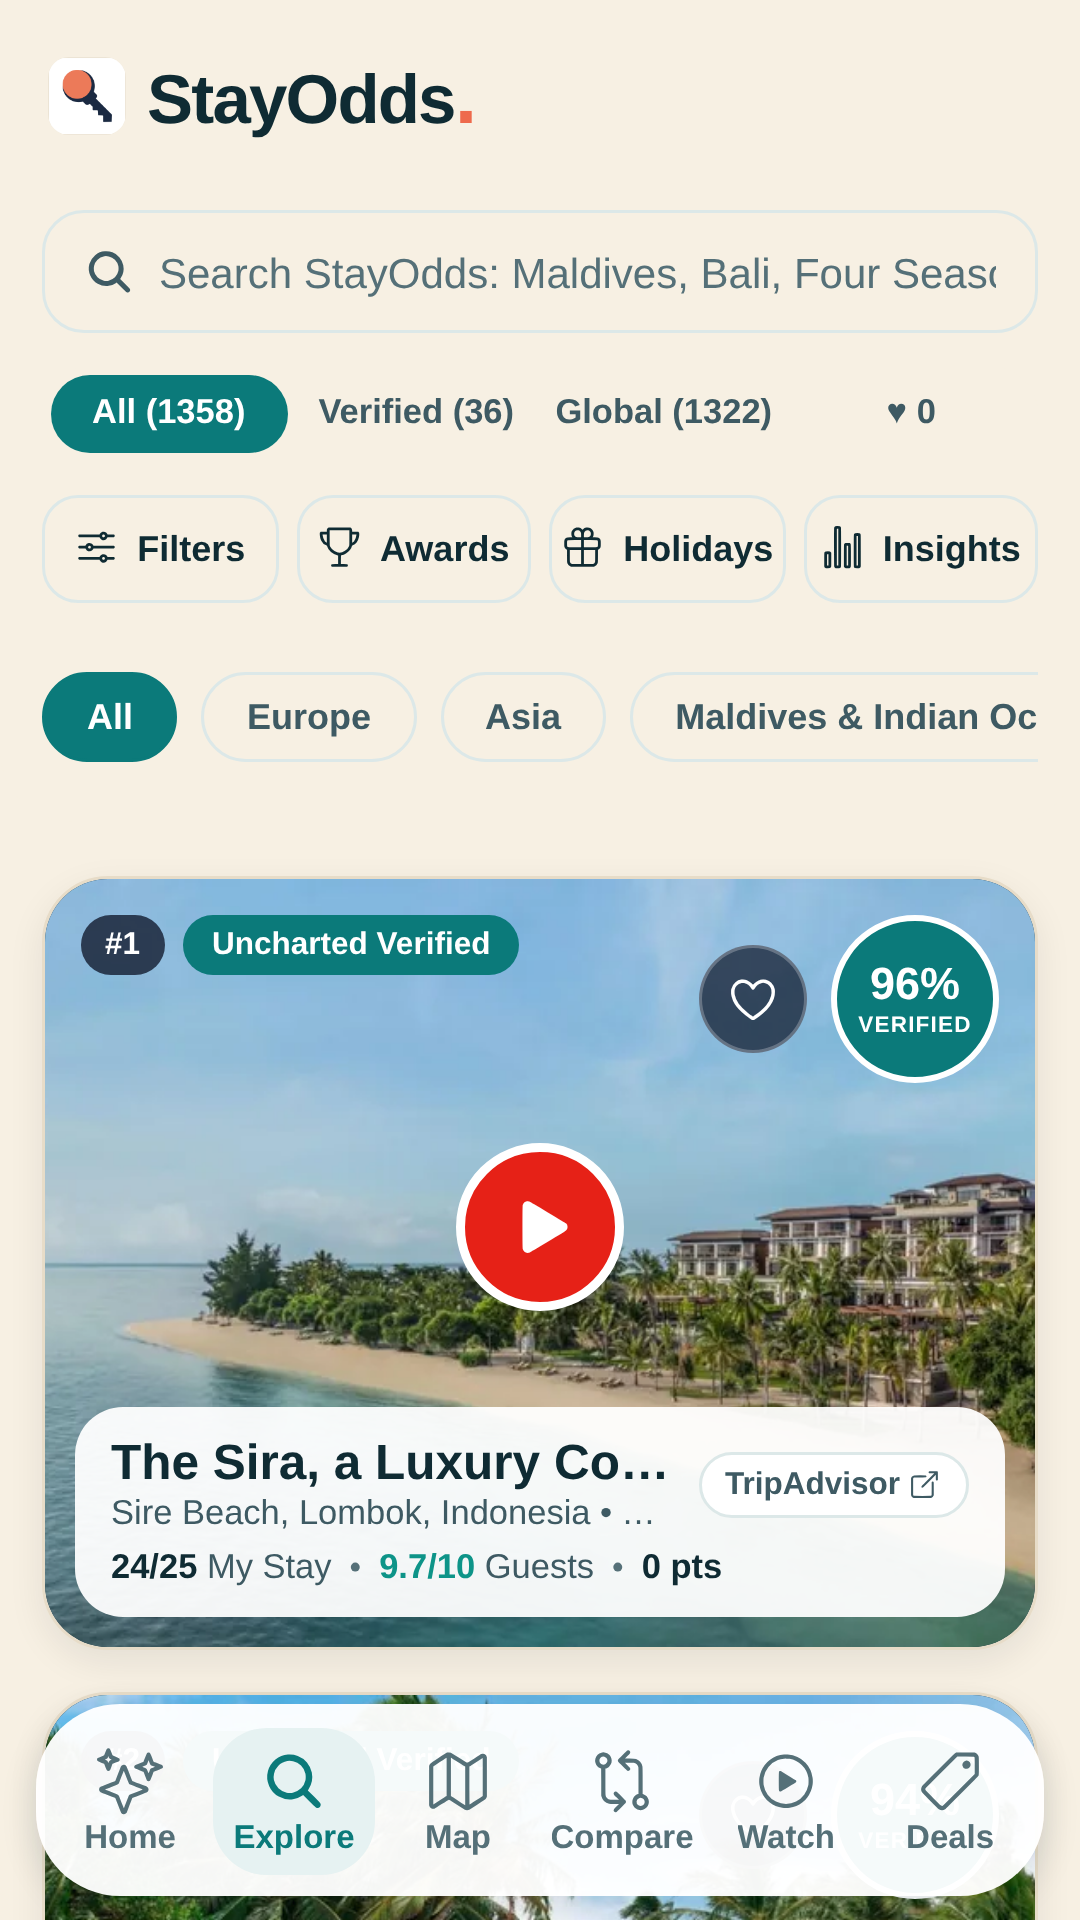 StayOdds.
Search StayOdds: Maldives, Bali, Four Seaso
All (1358) Verified (36) Global (1322) ♥ 0
Filters Awards Holidays Insights
All Europe Asia Maldives & Indian Oc
#1 Uncharted Verified
96%
VERIFIED
The Sira, a Luxury Co...
TripAdvisor
Sire Beach, Lombok, Indonesia • ...
24/25 My Stay • 9.7/10 Guests • 0 pts
94%
Home Explore Map Compare Watch Deals